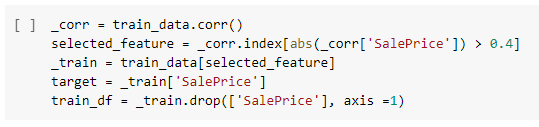 [ ] _corr = train_data.corr()
selected_feature = _corr.index[abs(_corr['SalePrice']) > 0.4]
_train = train_data[selected_feature]
target = _train['SalePrice']
train_df = _train.drop(['SalePrice'], axis =1)